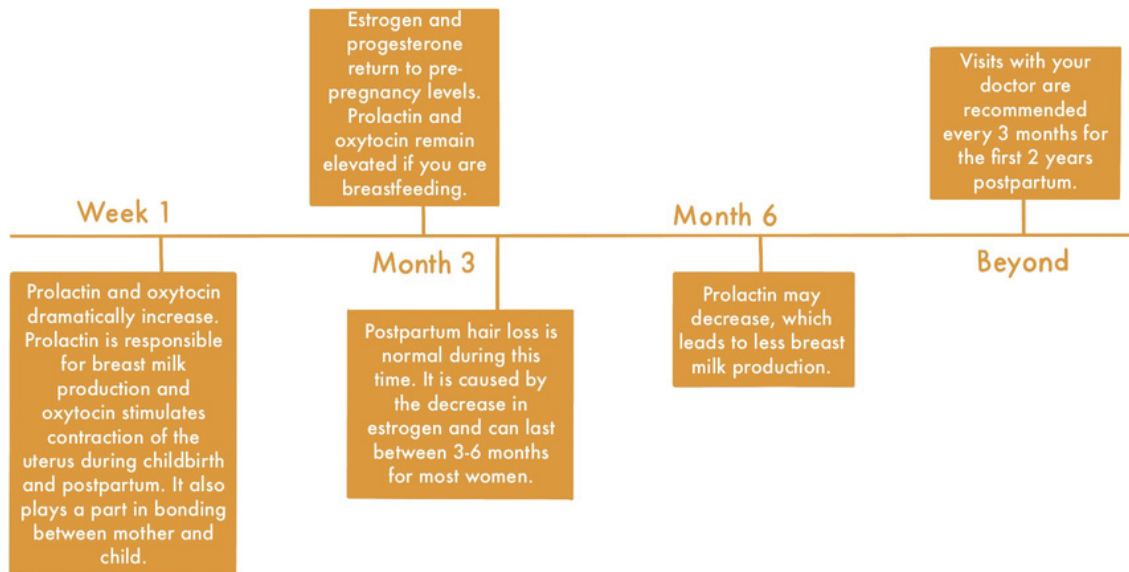 Estrogen and
progesterone
return to pre-
pregnancy levels.
Prolactin and
oxytocin remain
elevated if you are
breastfeeding.
Visits with your
doctor are
recommended
every 3 months for
the first 2 years
postpartum.
Week 1
Month 6
Month 3
Beyond
Prolactin and oxytocin
dramatically increase.
Prolactin is responsible
for breast milk
production and
oxytocin stimulates
contraction of the
uterus during childbirth
and postpartum. It also
plays a part in bonding
between mother and
child.
Postpartum hair loss is
normal during this
time. It is caused by
the decrease in
estrogen and can last
between 3-6 months
for most women.
Prolactin may
decrease, which
leads to less breast
milk production.